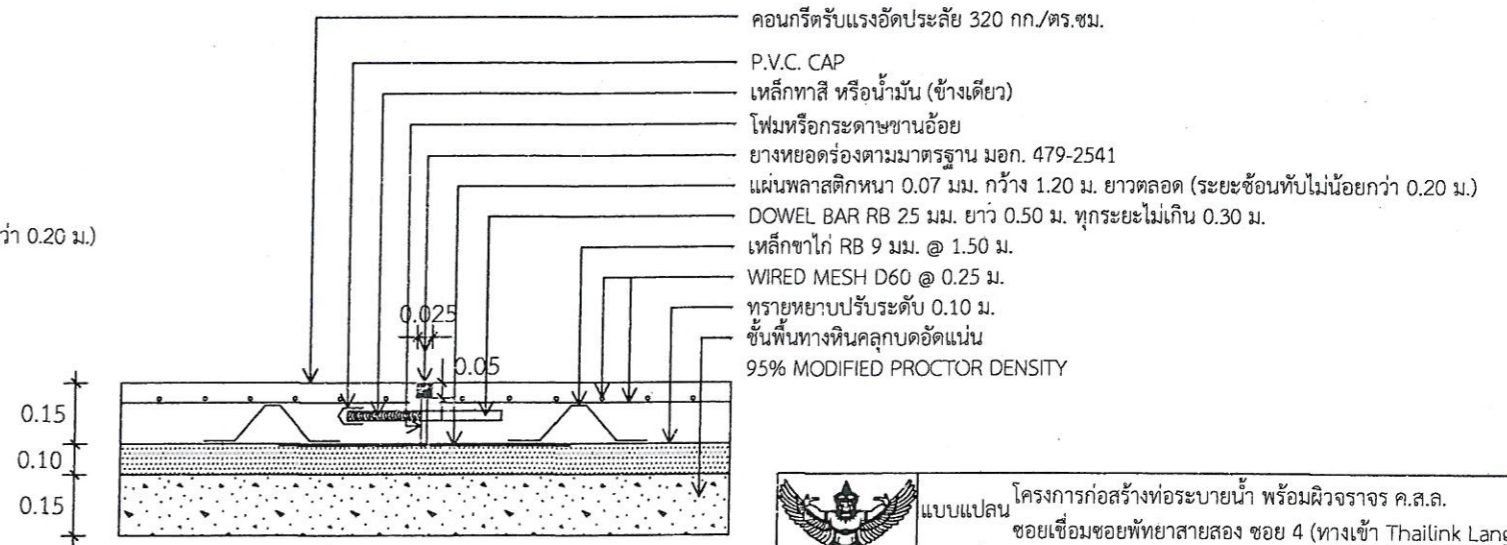 คอนกรีตรับแรงอัดประลัย 320 กก./ตร.ซม.
P.V.C. CAP
เหล็กทาสี หรือน้ำมัน (ข้างเดียว)
โฟมหรือกระดาษชานอ้อย
ยางหยอดร่องตามมาตรฐาน มอก. 479-2541
แผ่นพลาสติกหนา 0.07 มม. กว้าง 1.20 ม. ยาวตลอด (ระยะซ้อนทับไม่น้อยกว่า 0.20 ม.)
DOWEL BAR RB 25 มม. ยาว 0.50 ม. ทุกระยะไม่เกิน 0.30 ม.
ว่า 0.20 ม.)
เหล็กขาไก่ RB 9 มม. @ 1.50 ม.
WIRED MESH D60 @ 0.25 ม.
ทรายหยาบปรับระดับ 0.10 ม.
0.025
ชั้นพื้นทางหินคลุกบดอัดแน่น
95% MODIFIED PROCTOR DENSITY
0.05
0.15
0.10
0.15
แบบแปลน
โครงการก่อสร้างท่อระบายน้ำ พร้อมผิวจราจร ค.ส.ล.
ซอยเชื่อมซอยพัทยาสายสอง ซอย 4 (ทางเข้า Thailink Lang